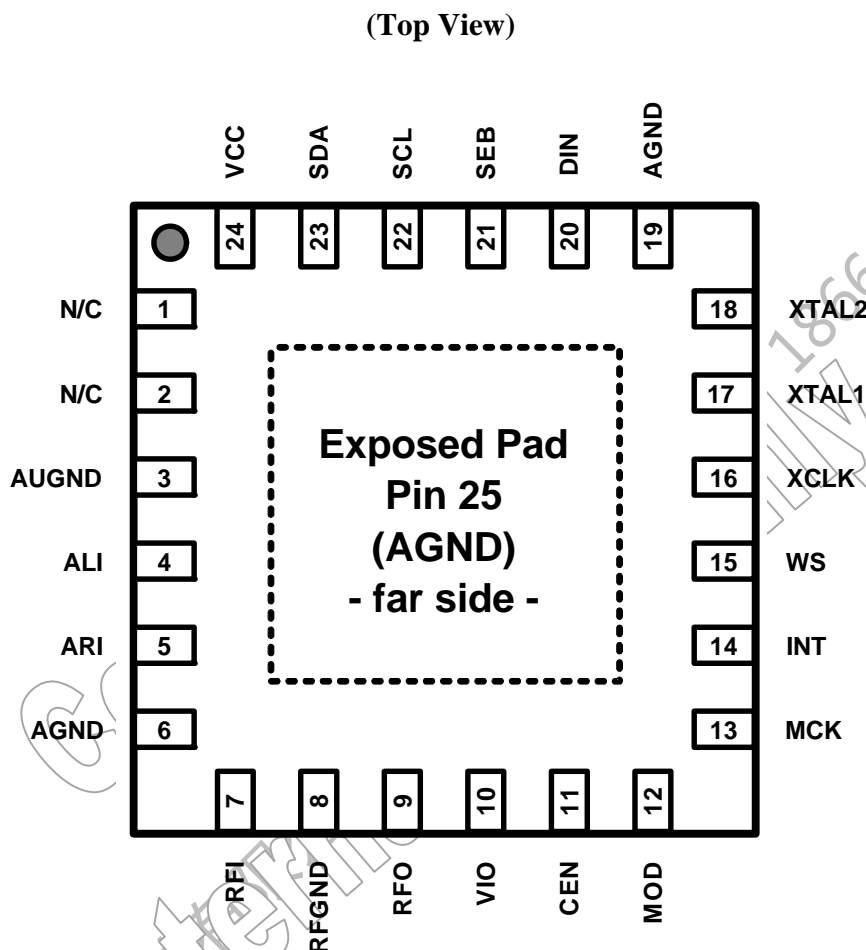 (Top View)
VCC
SDA
SCL
SEB
DIN
AGND
24
23
22
21
20
19
N/C
1
18
XTAL2
N/C
2
17
XTAL1
AUGND
3
16
XCLK
ALI
4
15
WS
ARI
5
14
INT
AGND
6
13
MCK
Exposed Pad
Pin 25
(AGND)
- far side -
7
8
9
10
11
12
RFI
RFGND
RFO
VIO
CEN
MOD
1866